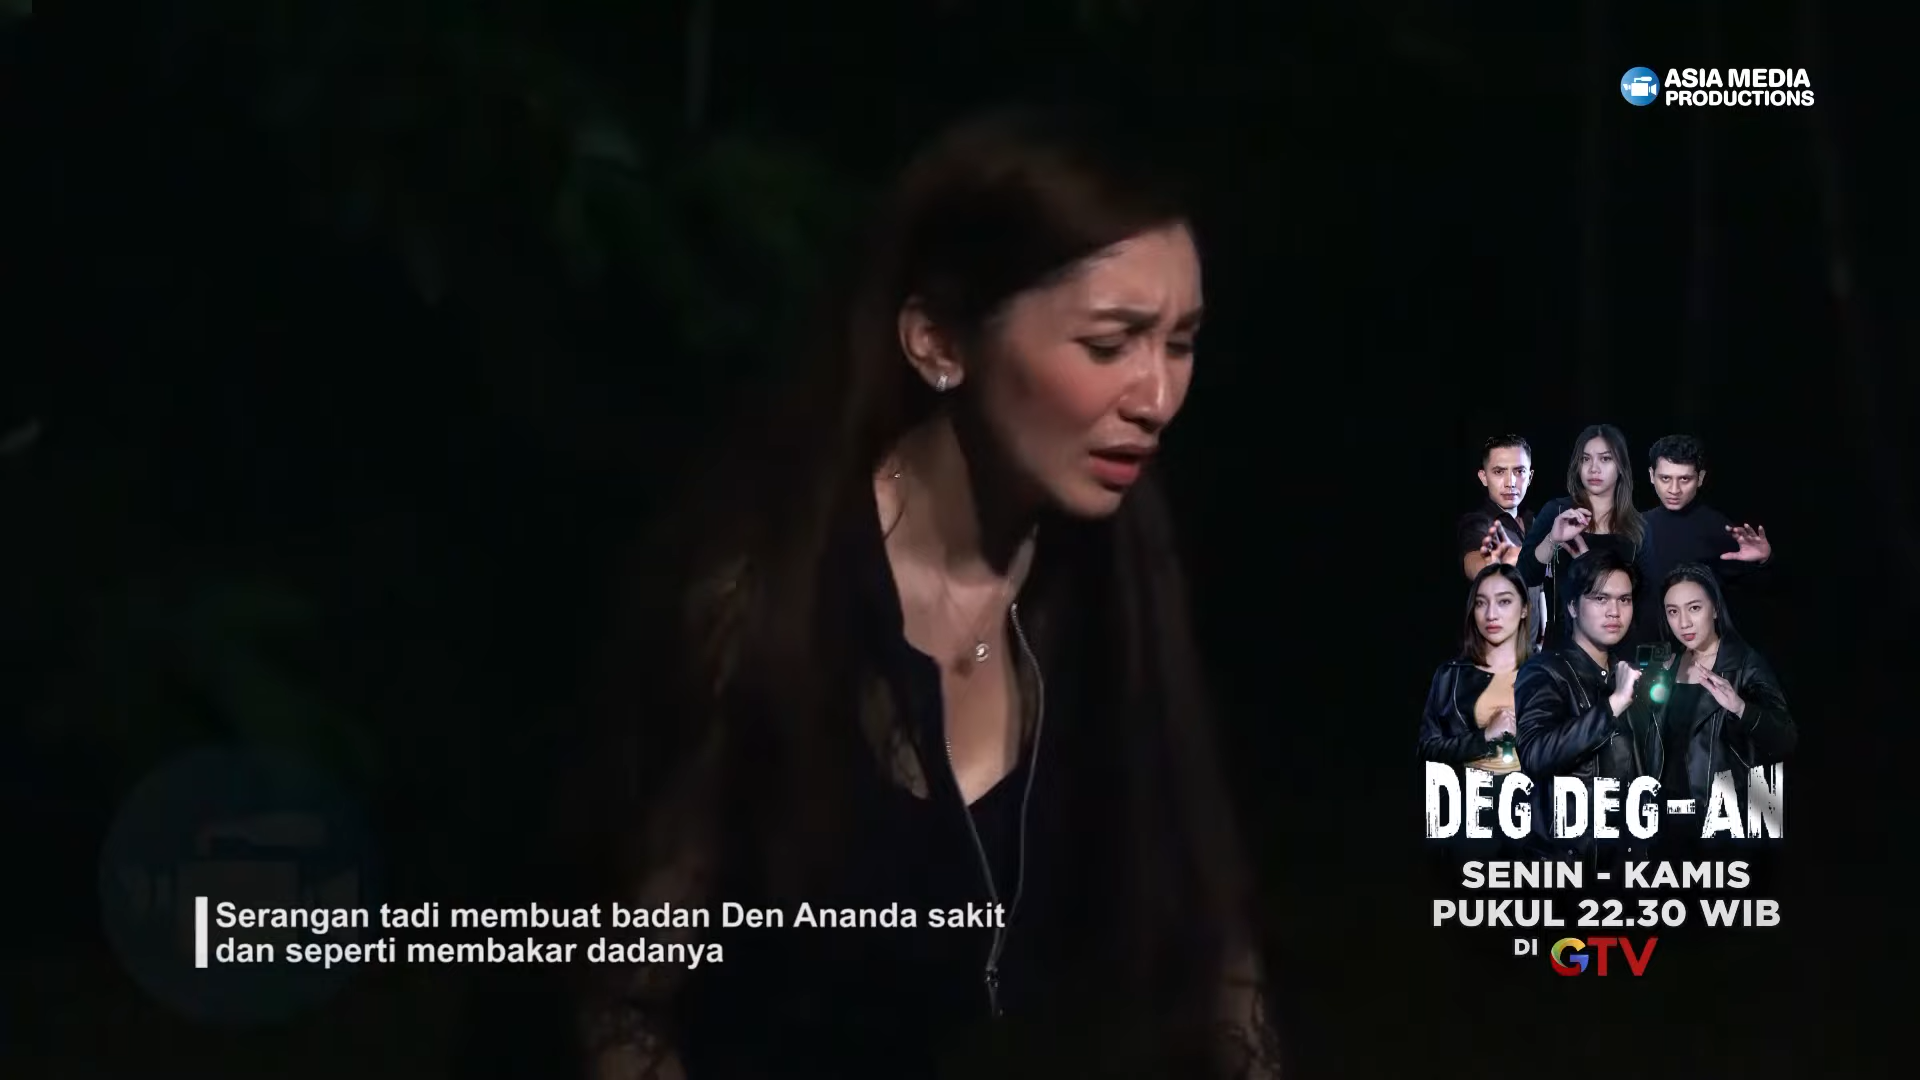 ASIA MEDIA
PRODUCTIONS
DEG DEG-AN
SENIN - KAMIS
PUKUL 22.30 WIB
DI GTV
Serangan tadi membuat badan Den Ananda sakit
dan seperti membakar dadanya